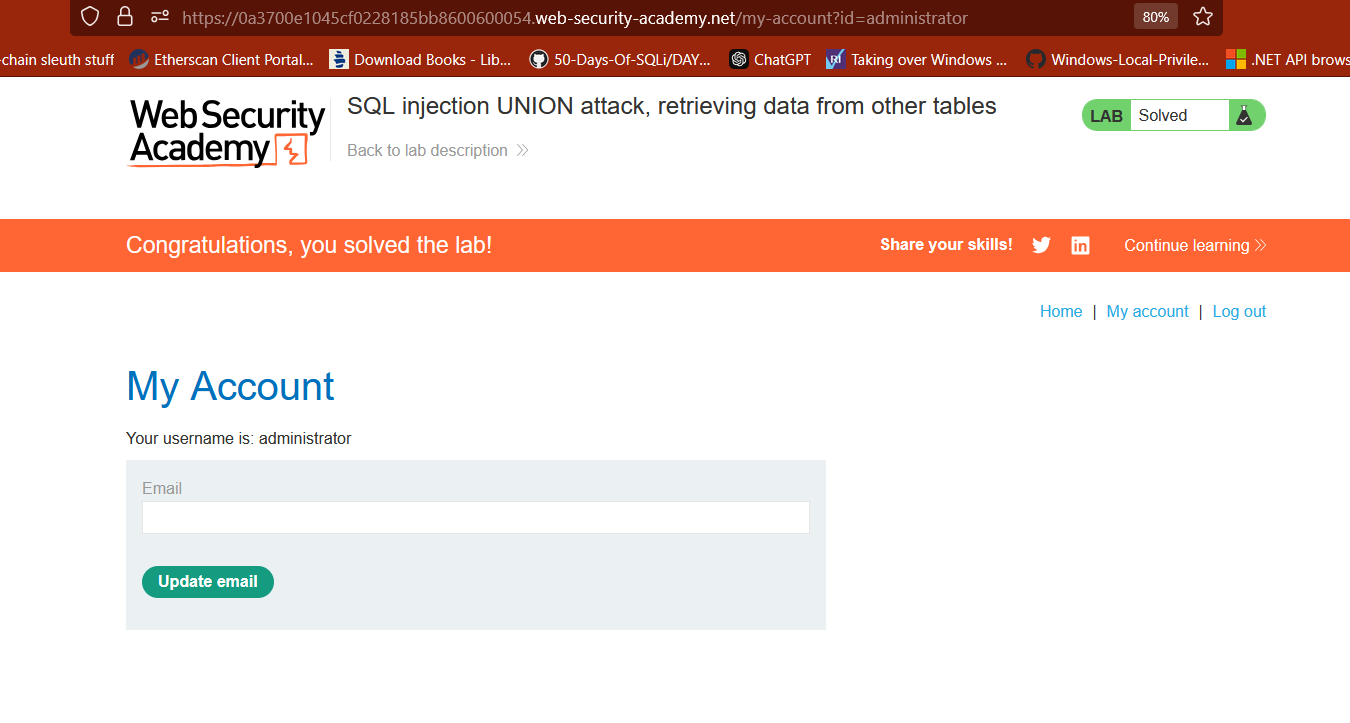 https://0a3700e1045cf0228185bb8600600054.web-security-academy.net/my-account?id=administrator 80%
-chain sleuth stuff Etherscan Client Portal... Download Books - Lib... 50-Days-Of-SQLi/DAY... ChatGPT Taking over Windows ... Windows-Local-Privile... .NET API brows
WebSecurity
Academy
SQL injection UNION attack, retrieving data from other tables
Back to lab description
LAB Solved
Congratulations, you solved the lab! Share your skills! Continue learning
Home | My account | Log out
My Account
Your username is: administrator
Email
Update email